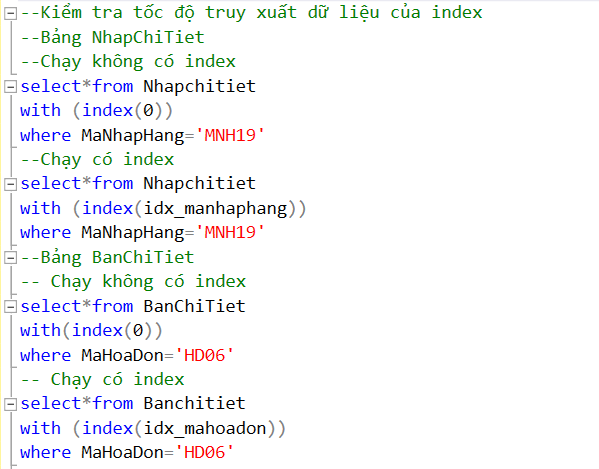 --Kiểm tra tốc độ truy xuất dữ liệu của index
--Bảng NhapChiTiet
--Chạy không có index
select*from Nhapchitiet
with (index(0))
where MaNhapHang='MNH19'
--Chạy có index
select*from Nhapchitiet
with (index(idx_manhaphang))
where MaNhapHang='MNH19'
--Bảng BanChiTiet
-- Chạy không có index
select*from BanChiTiet
with(index(0))
where MaHoaDon='HD06'
-- Chạy có index
select*from Banchitiet
with (index(idx_mahoadon))
where MaHoaDon='HD06'